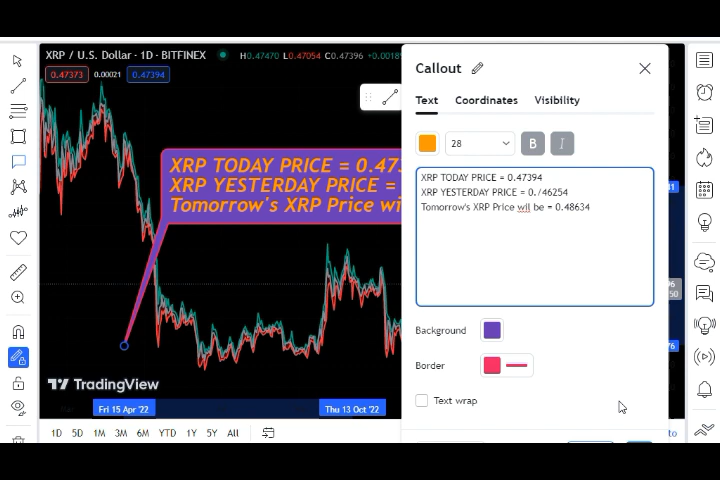 XRP / U.S. Dollar · 1D · BITFINEX
H0.47470 L0.47054 C0.47396 +0.0018
0.47373 0.00021 0.47394
XRP TODAY PRICE = 0.47
XRP YESTERDAY PRICE =
Tomorrow's XRP Price wi
Callout
Text Coordinates Visibility
28 B I
XRP TODAY PRICE = 0.47394
XRP YESTERDAY PRICE = 0./46254
Tomorrow's XRP Price wil be = 0.48634
Background
Border
Text wrap
TradingView
Fri 15 Apr '22 Thu 13 Oct '22
1D 5D 1M 3M 6M YTD 1Y 5Y All